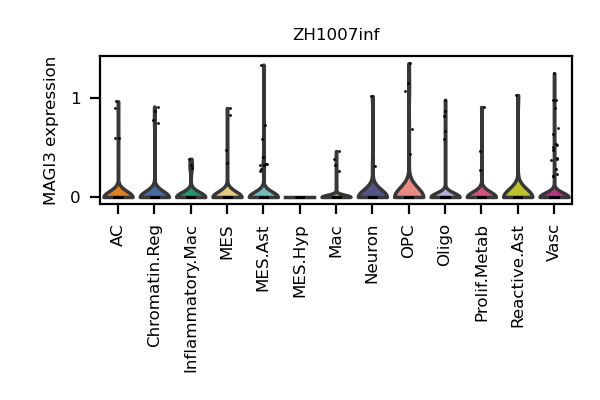 ZH1007inf
MAGI3 expression
1
0
AC
Chromatin.Reg
Inflammatory.Mac
MES
MES.Ast
MES.Hyp
Mac
Neuron
OPC
Oligo
Prolif.Metab
Reactive.Ast
Vasc